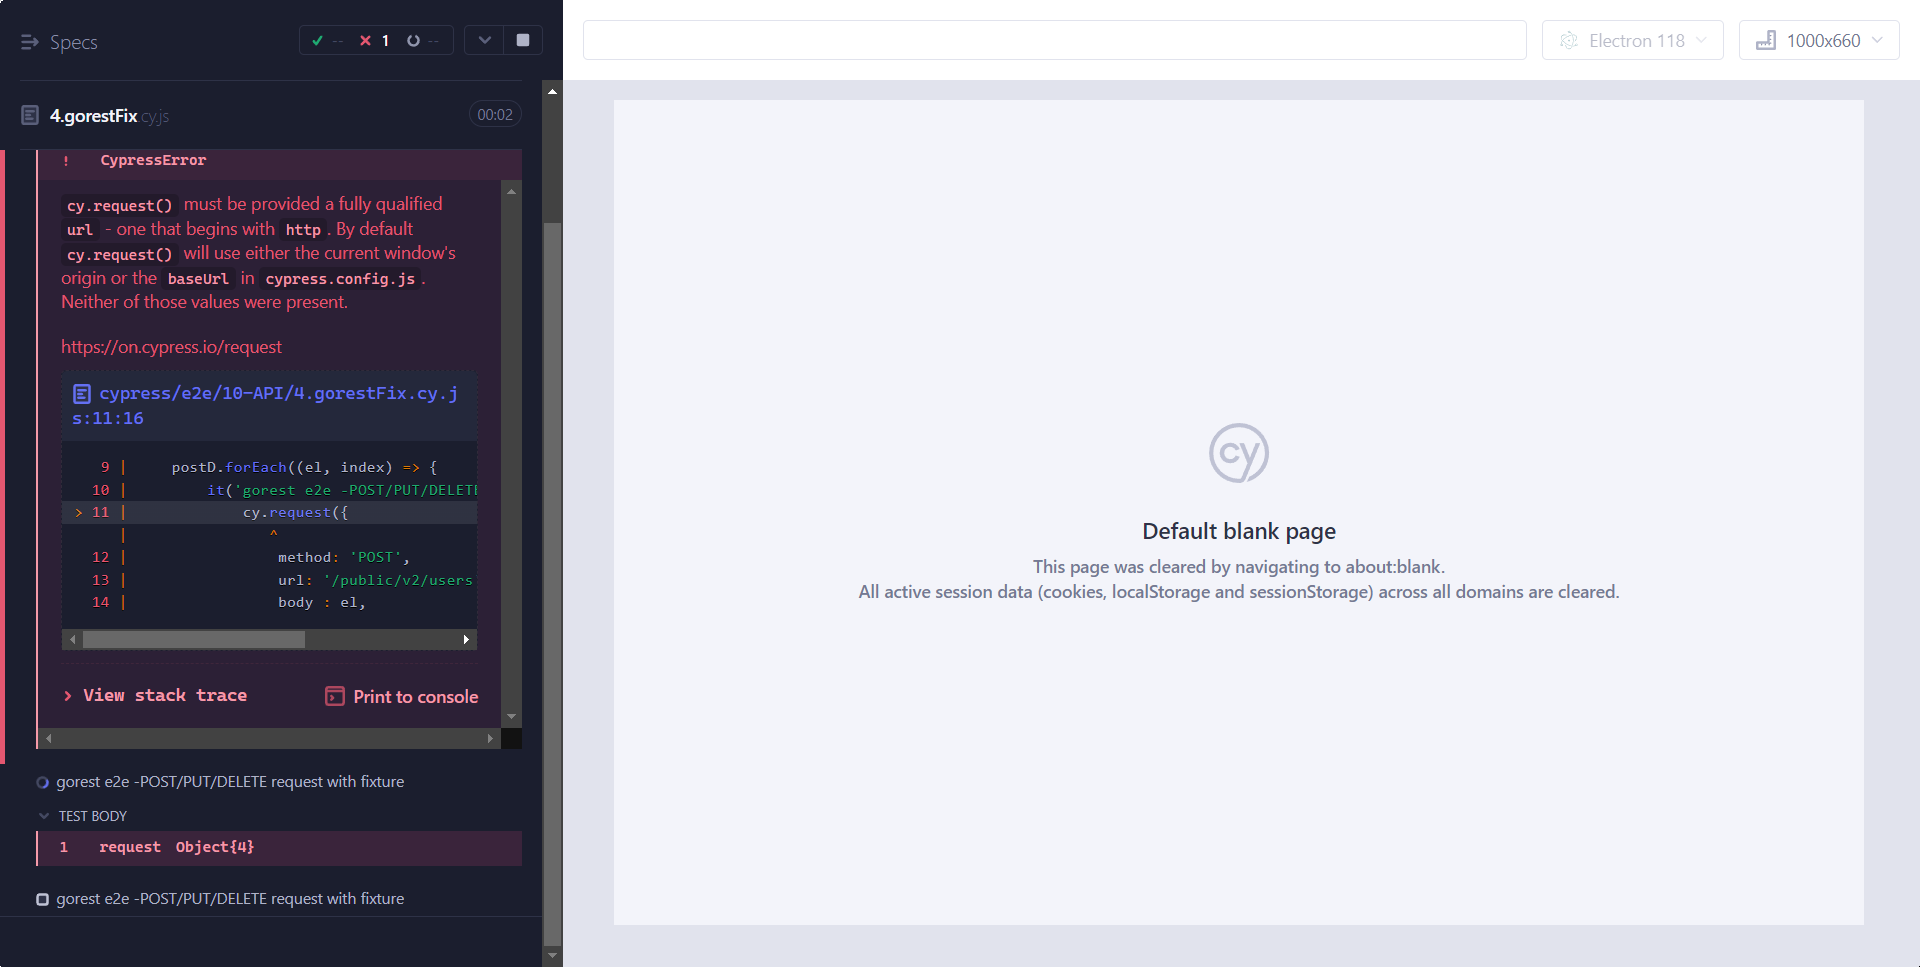 Specs
-- 1 --
4.gorestFix cy.js
00:02
! CypressError
cy.request() must be provided a fully qualified
url - one that begins with http. By default
cy.request() will use either the current window's
origin or the baseUrl in cypress.config.js.
Neither of those values were present.
https://on.cypress.io/request
cypress/e2e/10-API/4.gorestFix.cy.j
s:11:16
9 | postD.forEach((el, index) => {
10 | it('gorest e2e -POST/PUT/DELETE
> 11 | cy.request({
| ^
12 | method: 'POST',
13 | url: '/public/v2/users
14 | body : el,
View stack trace
Print to console
gorest e2e -POST/PUT/DELETE request with fixture
TEST BODY
1 request Object{4}
gorest e2e -POST/PUT/DELETE request with fixture
Electron 118
1000x660
cy
Default blank page
This page was cleared by navigating to about:blank.
All active session data (cookies, localStorage and sessionStorage) across all domains are cleared.